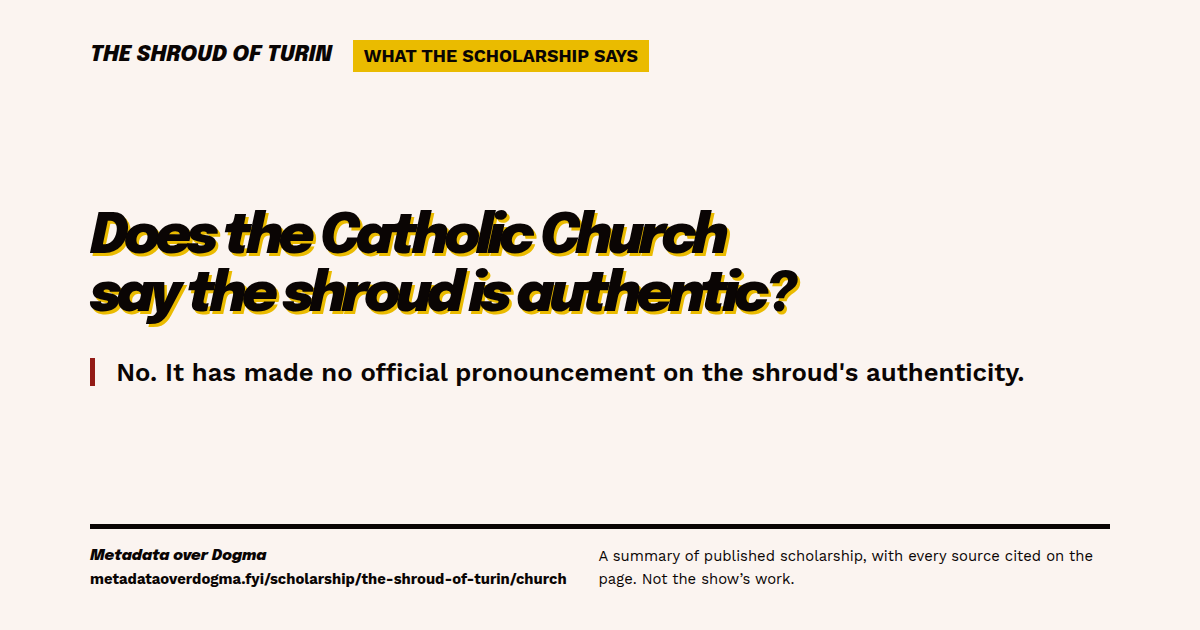 THE SHROUD OF TURIN
WHAT THE SCHOLARSHIP SAYS
Does the Catholic Church
say the shroud is authentic?
No. It has made no official pronouncement on the shroud's authenticity.
Metadata over Dogma
metadataoverdogma.fyi/scholarship/the-shroud-of-turin/church
A summary of published scholarship, with every source cited on the
page. Not the show’s work.